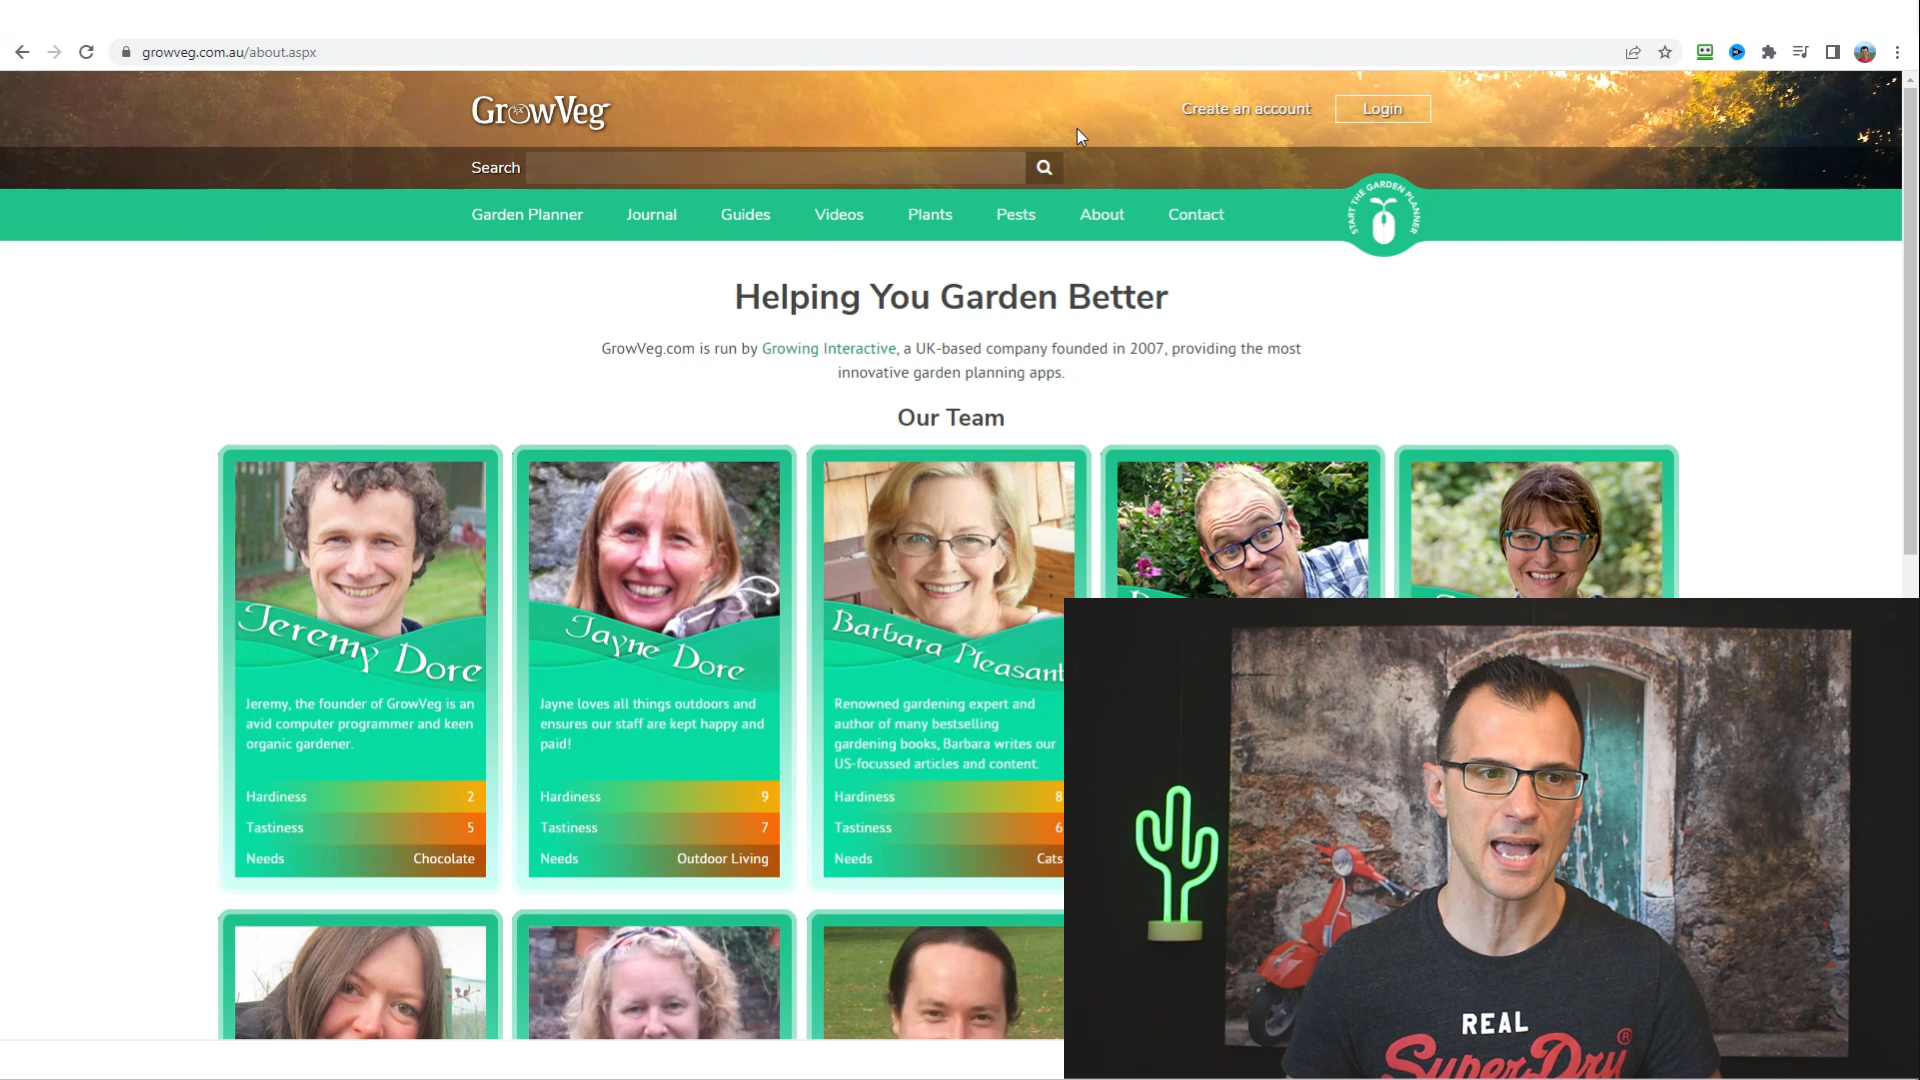 growveg.com.au/about.aspx
GrowVeg
Create an account
Login
Search
START THE GARDEN PLANNER
Garden Planner
Journal
Guides
Videos
Plants
Pests
About
Contact
Helping You Garden Better
GrowVeg.com is run by Growing Interactive, a UK-based company founded in 2007, providing the most
innovative garden planning apps.
Our Team
Jeremy Dore
Jeremy, the founder of GrowVeg is an
avid computer programmer and keen
organic gardener.
Hardiness 2
Tastiness 5
Needs Chocolate
Jayne Dore
Jayne loves all things outdoors and
ensures our staff are kept happy and
paid!
Hardiness 9
Tastiness 7
Needs Outdoor Living
Barbara Pleasant
Renowned gardening expert and
author of many bestselling
gardening books, Barbara writes our
US-focussed articles and content.
Hardiness 8
Tastiness 6
Needs Cats
REAL
SuperDry®